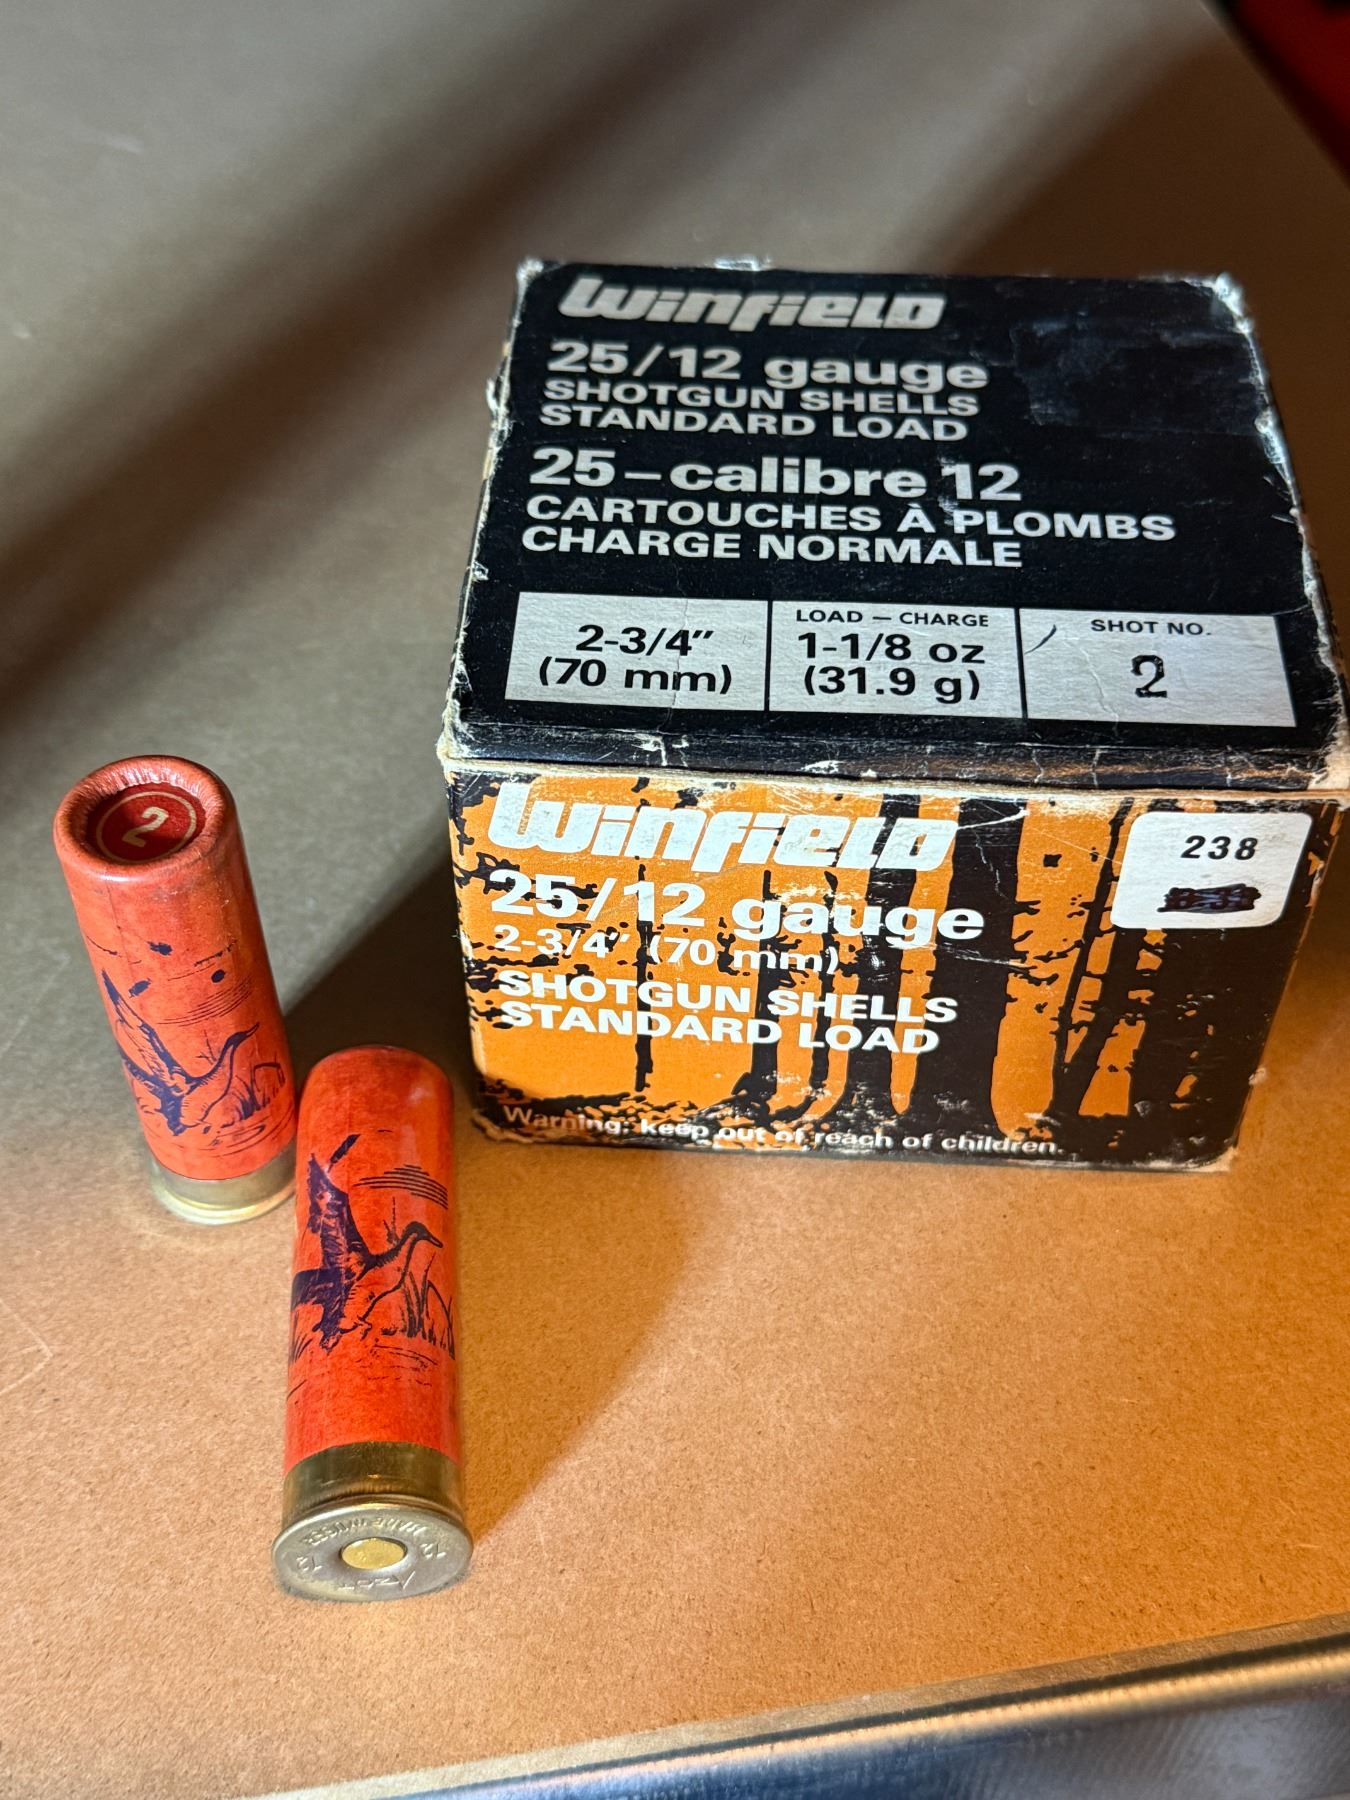 Winfield
25/12 gauge
SHOTGUN SHELLS
STANDARD LOAD
25-calibre 12
CARTOUCHES À PLOMBS
CHARGE NORMALE
2-3/4"
(70 mm)
LOAD — CHARGE
1-1/8 oz
(31.9 g)
SHOT NO.
2
Winfield
25/12 gauge
2-3/4" (70 mm)
SHOTGUN SHELLS
STANDARD LOAD
Warning: keep out of reach of children.
238
2
12
12